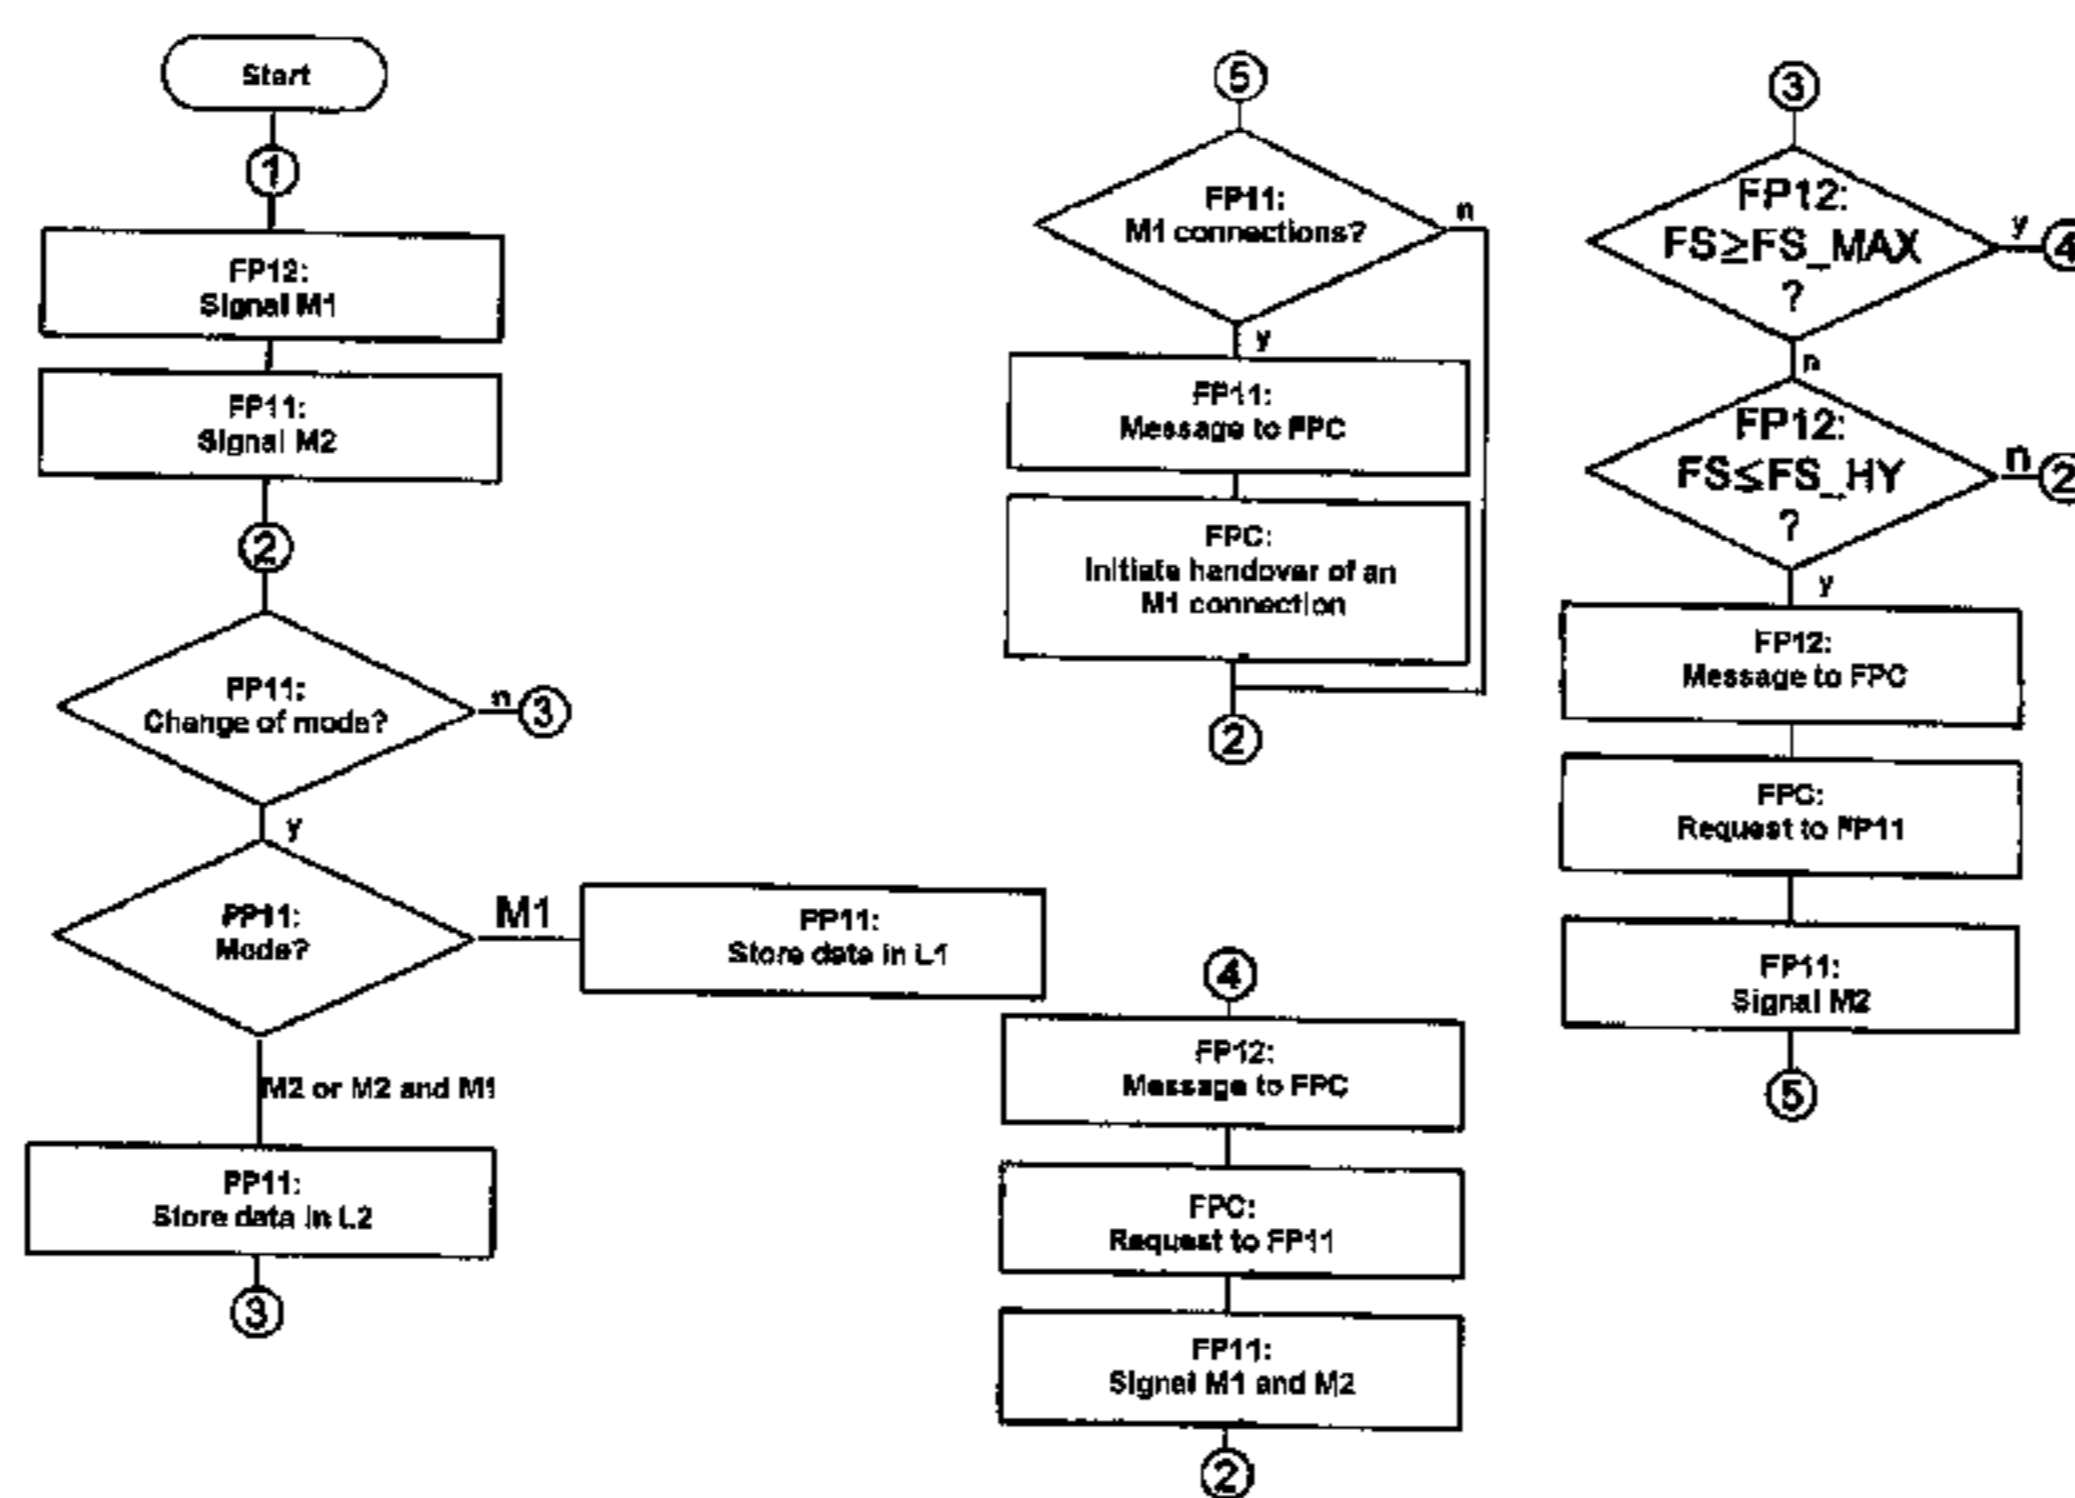 Start
1
FP12:
Signal M1
FP11:
Signal M2
2
PP11:
Change of mode?
n
3
y
PP11:
Mode?
M1
PP11:
Store data in L1
M2 or M2 and M1
PP11:
Store data in L2
3
5
FP11:
M1 connections?
n
y
FP11:
Message to FPC
FPC:
Initiate handover of an
M1 connection
2
4
FP12:
Message to FPC
FPC:
Request to FP11
FP11:
Signal M1 and M2
2
3
FP12:
FS≥FS_MAX
?
y
4
n
FP12:
FS≤FS_HY
?
n
2
y
FP12:
Message to FPC
FPC:
Request to FP11
FP11:
Signal M2
5